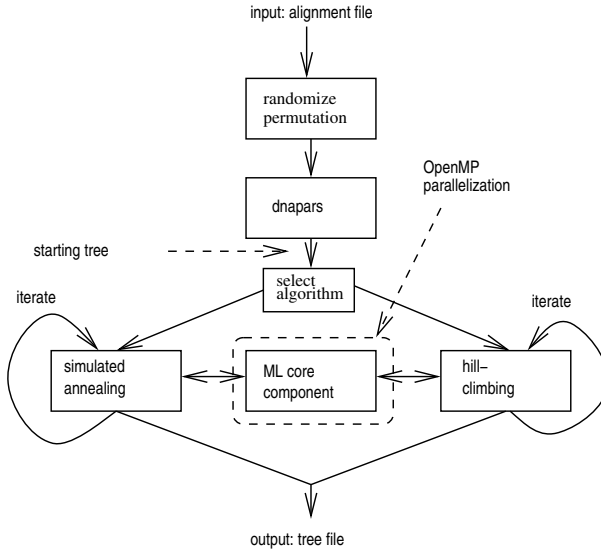 input: alignment file
randomize
permutation
OpenMP
parallelization
dnapars
starting tree
select
algorithm
iterate
iterate
simulated
annealing
ML core
component
hill-
climbing
output: tree file